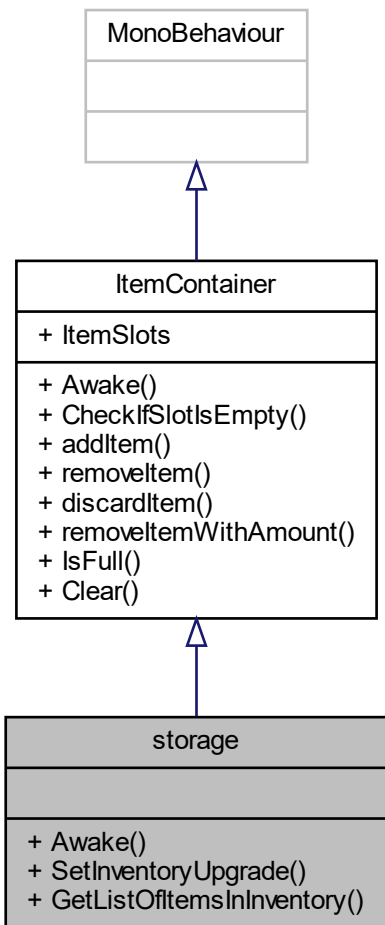 MonoBehaviour
ItemContainer
+ ItemSlots
+ Awake()
+ CheckIfSlotIsEmpty()
+ addItem()
+ removeItem()
+ discardItem()
+ removeItemWithAmount()
+ IsFull()
+ Clear()
storage
+ Awake()
+ SetInventoryUpgrade()
+ GetListOfItemsInInventory()